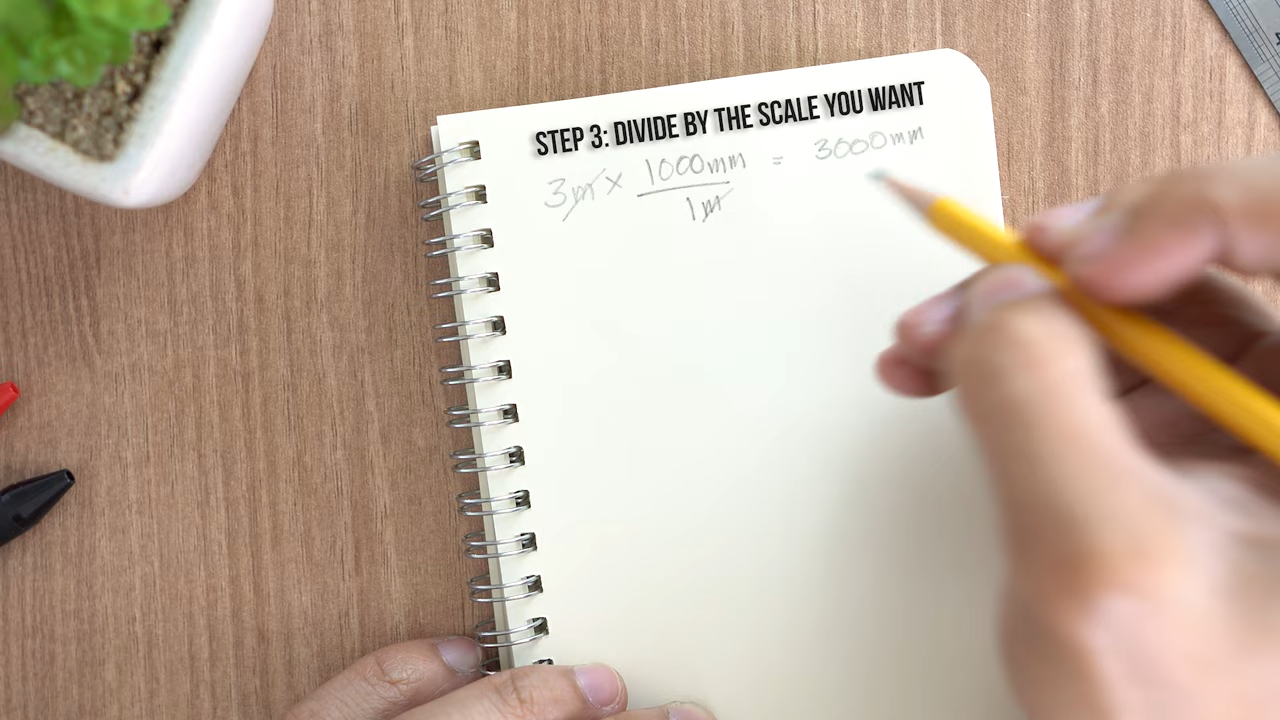 STEP 3: DIVIDE BY THE SCALE YOU WANT
3m × 1000mm / 1m = 3000mm